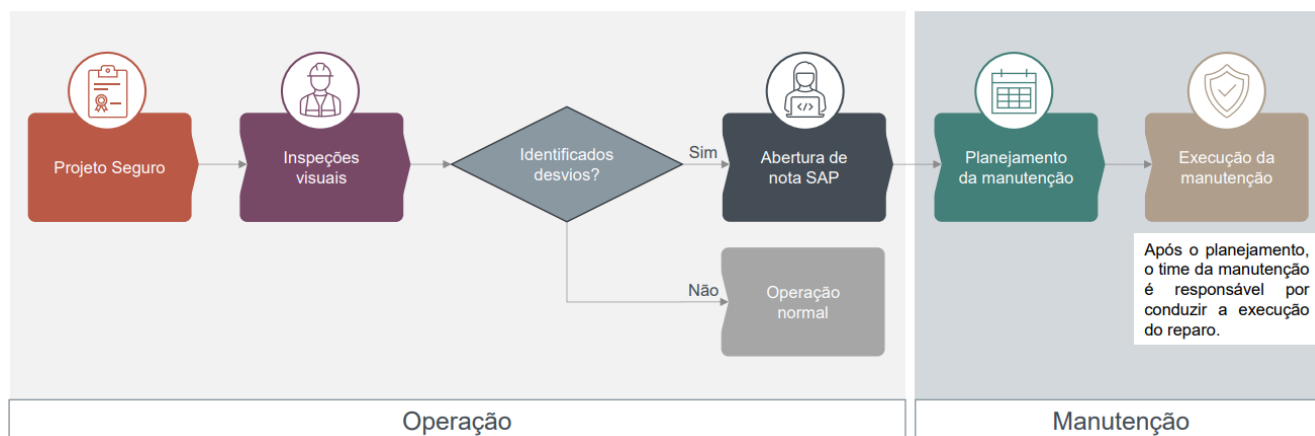 Projeto Seguro
Inspeções
visuais
Identificados
desvios?
Sim
Abertura de
nota SAP
Planejamento
da manutenção
Execução da
manutenção
Não
Operação
normal
Após o planejamento,
o time da manutenção
é responsável por
conduzir a execução
do reparo.
Operação
Manutenção